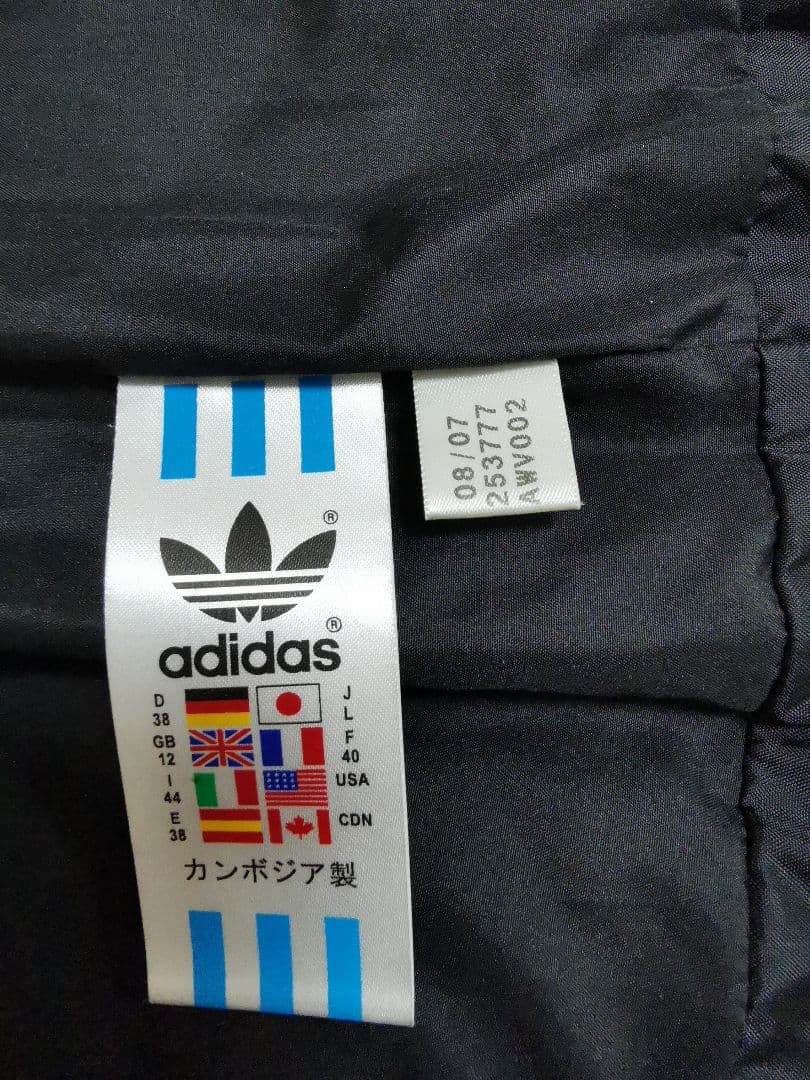 ®
adidas®
D 38 J L
GB 12 F 40
I 44 USA
E 38 CDN
カンボジア製
08/07
253777
AWV002